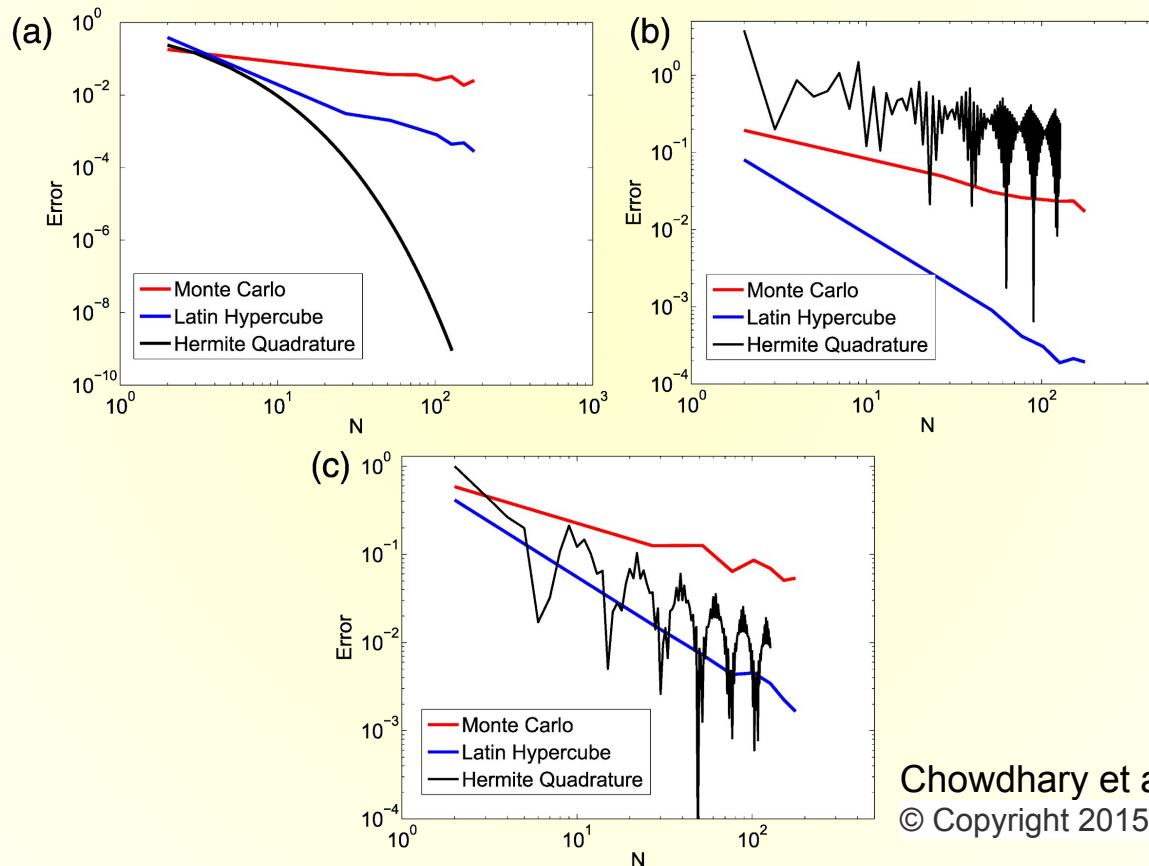 (a)
10^0
10^-2
10^-4
10^-6
10^-8
10^-10
Error
Monte Carlo
Latin Hypercube
Hermite Quadrature
10^0 10^1 10^2 10^3
N
(b)
10^0
10^-1
10^-2
10^-3
10^-4
Error
Monte Carlo
Latin Hypercube
Hermite Quadrature
10^0 10^1 10^2
N
(c)
10^0
10^-1
10^-2
10^-3
10^-4
Error
Monte Carlo
Latin Hypercube
Hermite Quadrature
10^0 10^1 10^2
N
Chowdhary et a
© Copyright 2015